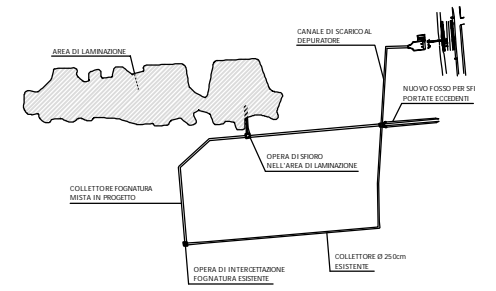 CANALE DI SCARICO AL
DEPURATORE
AREA DI LAMINAZIONE
NUOVO FOSSO PER SFI
PORTATE ECCEDENTI
OPERA DI SFIORO
NELL'AREA DI LAMINAZIONE
COLLETTORE FOGNATURA
MISTA IN PROGETTO
COLLETTORE Ø 250cm
ESISTENTE
OPERA DI INTERCETTAZIONE
FOGNATURA ESISTENTE